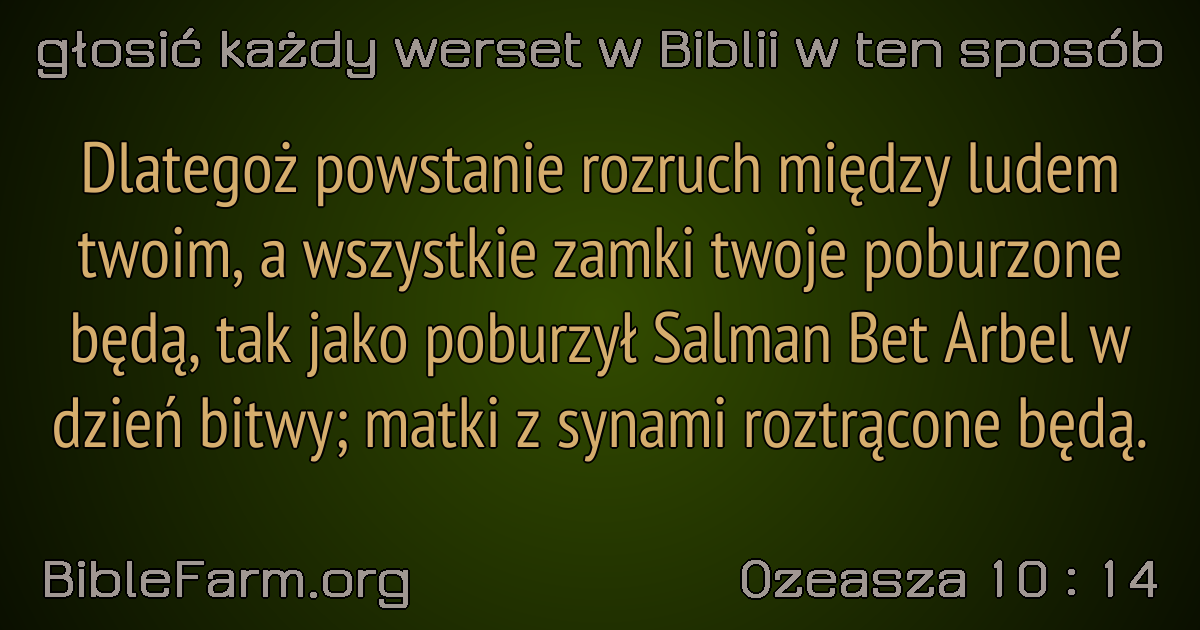 głosić każdy werset w Biblii w ten sposób
Dlategoż powstanie rozruch między ludem
twoim, a wszystkie zamki twoje poburzone
będą, tak jako poburzył Salman Bet Arbel w
dzień bitwy; matki z synami roztrącone będą.
BibleFarm.org
Ozeasza 10 : 14